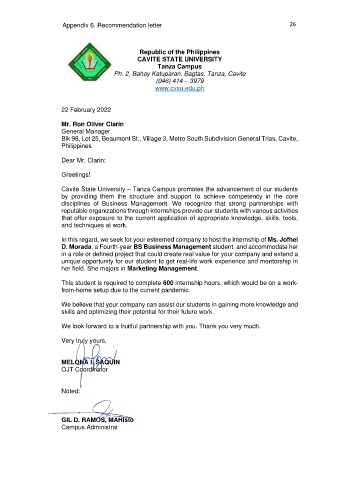 Appendix 6. Recommendation letter
26
Republic of the Philippines
CAVITE STATE UNIVERSITY
Tanza Campus
Ph. 2, Bahay Katuparan, Bagtas, Tanza, Cavite
(046) 414 – 3979
www.cvsu.edu.ph
22 February 2022
Mr. Ron Oliver Clarin
General Manager
Blk 98, Lot 25, Beaumont St., Village 3, Metro South Subdivision General Trias, Cavite,
Philippines
Dear Mr. Clarin:
Greetings!
Cavite State University – Tanza Campus promotes the advancement of our students
by providing them the structure and support to achieve competency in the core
disciplines of Business Management. We recognize that strong partnerships with
reputable organizations through internships provide our students with various activities
that offer exposure to the current application of appropriate knowledge, skills, tools,
and techniques at work.
In this regard, we seek for your esteemed company to host the Internship of Ms. Jofhel
D. Morada, a Fourth-year BS Business Management student, and accommodate her
in a role or defined project that could create real value for your company and extend a
unique opportunity for our student to get real-life work experience and mentorship in
her field. She majors in Marketing Management.
This student is required to complete 600 internship hours, which would be on a work-
from-home setup due to the current pandemic.
We believe that your company can assist our students in gaining more knowledge and
skills and optimizing their potential for their future work.
We look forward to a fruitful partnership with you. Thank you very much.
Very truly yours,
MELONA I. SAQUIN
OJT Coordinator
Noted:
GIL D. RAMOS, MAHisto
Campus Administrat